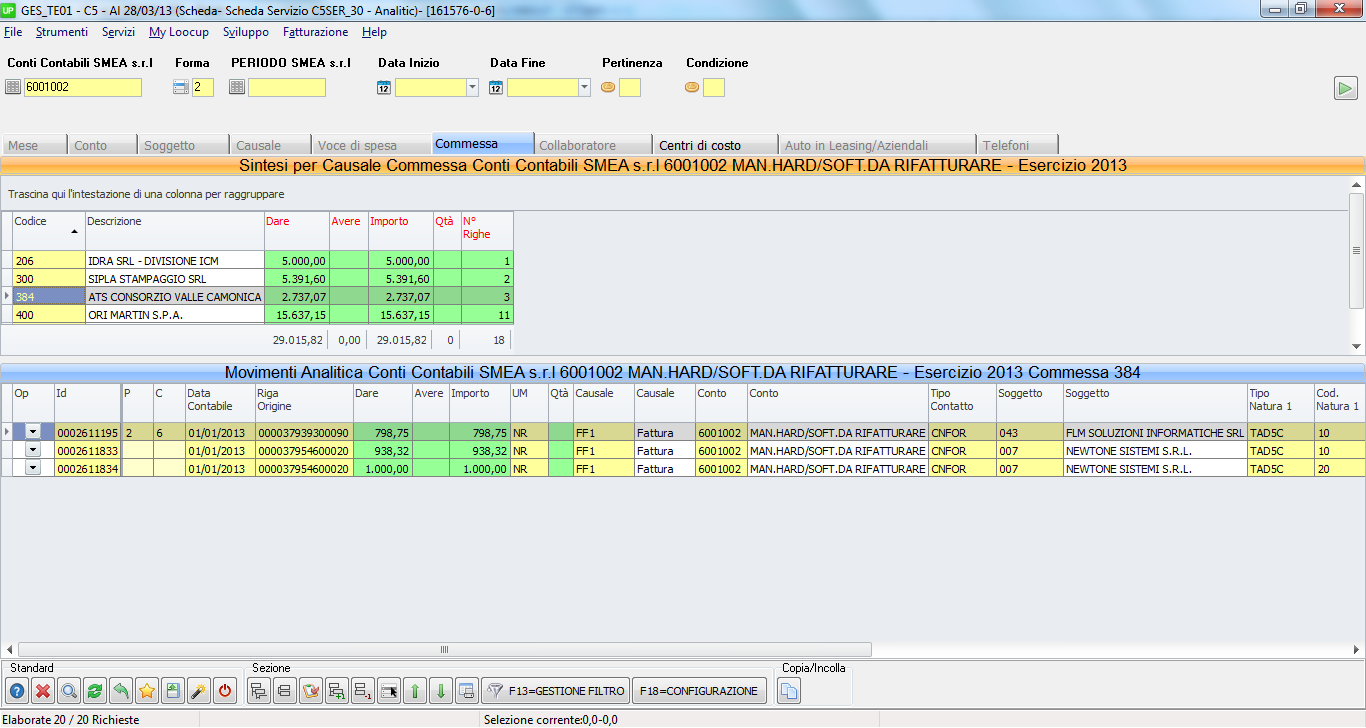 UP GES_TE01 - C5 - Al 28/03/13 (Scheda- Scheda Servizio C5SER_30 - Analitic)- [161576-0-6]
File Strumenti Servizi My Loocup Sviluppo Fatturazione Help
Conti Contabili SMEA s.r.l Forma PERIODO SMEA s.r.l Data Inizio Data Fine Pertinenza Condizione
6001002 2 12 12
Mese Conto Soggetto Causale Voce di spesa Commessa Collaboratore Centri di costo Auto in Leasing/Aziendali Telefoni
Sintesi per Causale Commessa Conti Contabili SMEA s.r.l 6001002 MAN.HARD/SOFT.DA RIFATTURARE - Esercizio 2013
Trascina qui l'intestazione di una colonna per raggruppare
Codice Descrizione Dare Avere Importo Qtà N° Righe
206 IDRA SRL - DIVISIONE ICM 5.000,00 5.000,00 1
300 SIPLA STAMPAGGIO SRL 5.391,60 5.391,60 2
384 ATS CONSORZIO VALLE CAMONICA 2.737,07 2.737,07 3
400 ORI MARTIN S.P.A. 15.637,15 15.637,15 11
29.015,82 0,00 29.015,82 0 18
Movimenti Analitica Conti Contabili SMEA s.r.l 6001002 MAN.HARD/SOFT.DA RIFATTURARE - Esercizio 2013 Commessa 384
Op Id P C Data Contabile Riga Origine Dare Avere Importo UM Qtà Causale Causale Conto Conto Tipo Contatto Soggetto Soggetto Tipo Natura 1 Cod. Natura 1
0002611195 2 6 01/01/2013 000037939300090 798,75 798,75 NR FF1 Fattura 6001002 MAN.HARD/SOFT.DA RIFATTURARE CNFOR 043 FLM SOLUZIONI INFORMATICHE SRL TAD5C 10
0002611833 01/01/2013 000037954600020 938,32 938,32 NR FF1 Fattura 6001002 MAN.HARD/SOFT.DA RIFATTURARE CNFOR 007 NEWTONE SISTEMI S.R.L. TAD5C 10
0002611834 01/01/2013 000037954600020 1.000,00 1.000,00 NR FF1 Fattura 6001002 MAN.HARD/SOFT.DA RIFATTURARE CNFOR 007 NEWTONE SISTEMI S.R.L. TAD5C 20
Standard Sezione Copia/Incolla
F13=GESTIONE FILTRO F18=CONFIGURAZIONE
Elaborate 20 / 20 Richieste Selezione corrente:0,0-0,0